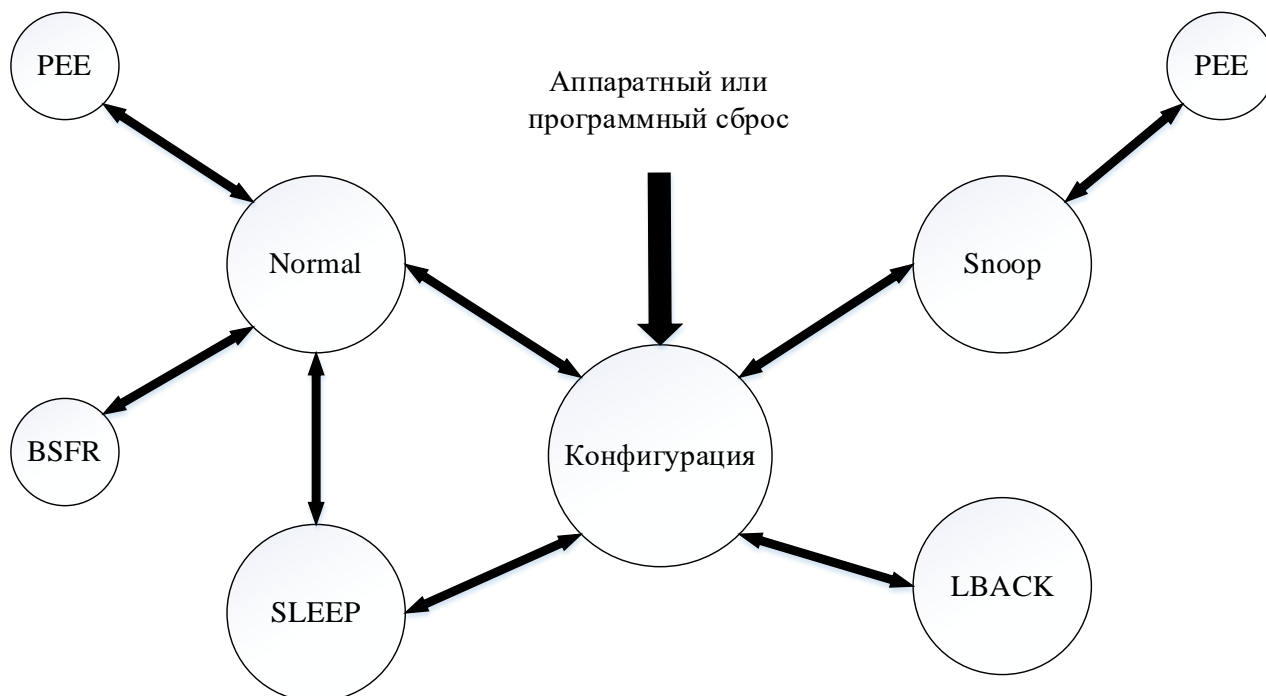 PEE
Аппаратный или
программный сброс
PEE
Normal
Snoop
BSFR
Конфигурация
SLEEP
LBACK